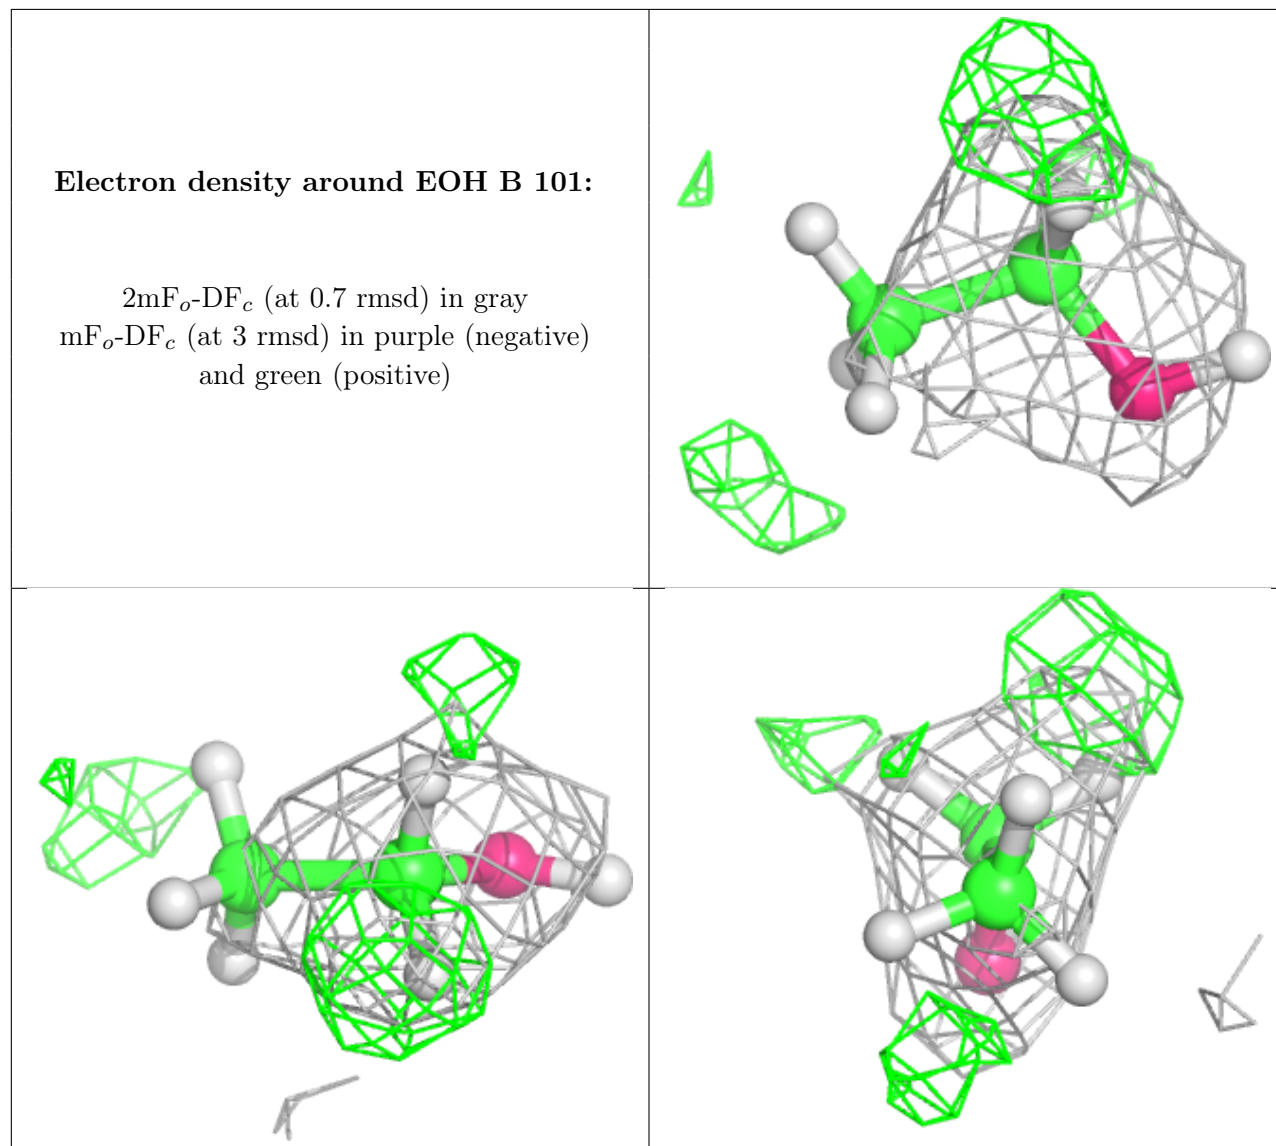 Electron density around EOH B 101:
2mFo-DFc (at 0.7 rmsd) in gray
mFo-DFc (at 3 rmsd) in purple (negative)
and green (positive)